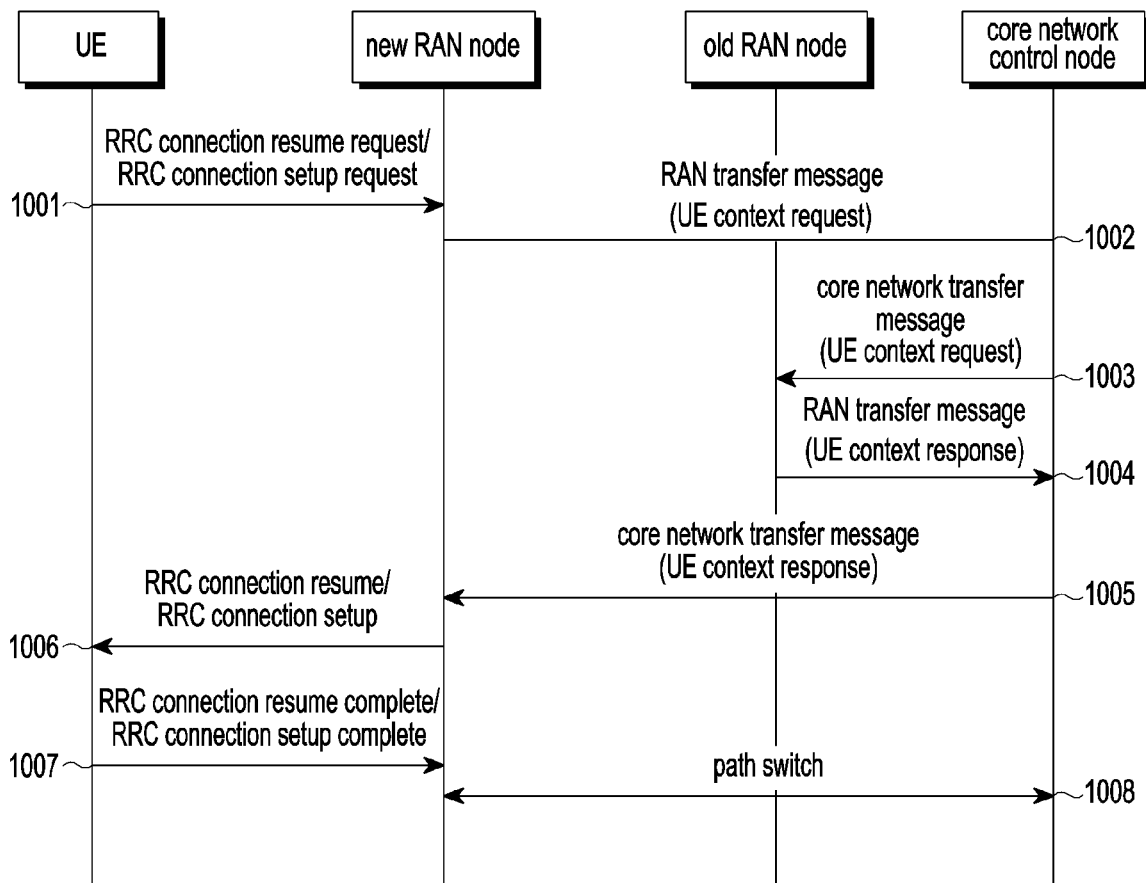 UE
new RAN node
old RAN node
core network
control node
RRC connection resume request/
RRC connection setup request
1001
RAN transfer message
(UE context request)
1002
core network transfer
message
(UE context request)
1003
RAN transfer message
(UE context response)
1004
core network transfer message
(UE context response)
1005
RRC connection resume/
RRC connection setup
1006
RRC connection resume complete/
RRC connection setup complete
1007
path switch
1008